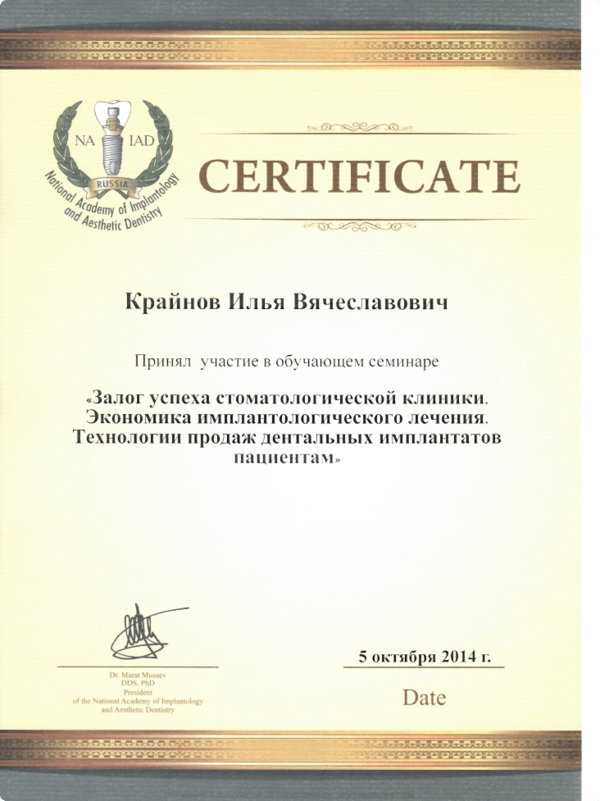 NA IAD
RUSSIA
National Academy of Implantology
and Aesthetic Dentistry
CERTIFICATE
Крайнов Илья Вячеславович
Принял участие в обучающем семинаре
«Залог успеха стоматологической клиники.
Экономика имплантологического лечения.
Технологии продаж дентальных имплантатов
пациентам»
5 октября 2014 г.
Dr. Marat Musaev
DDS, PhD
President
of the National Academy of Implantology
and Aesthetic Dentistry
Date